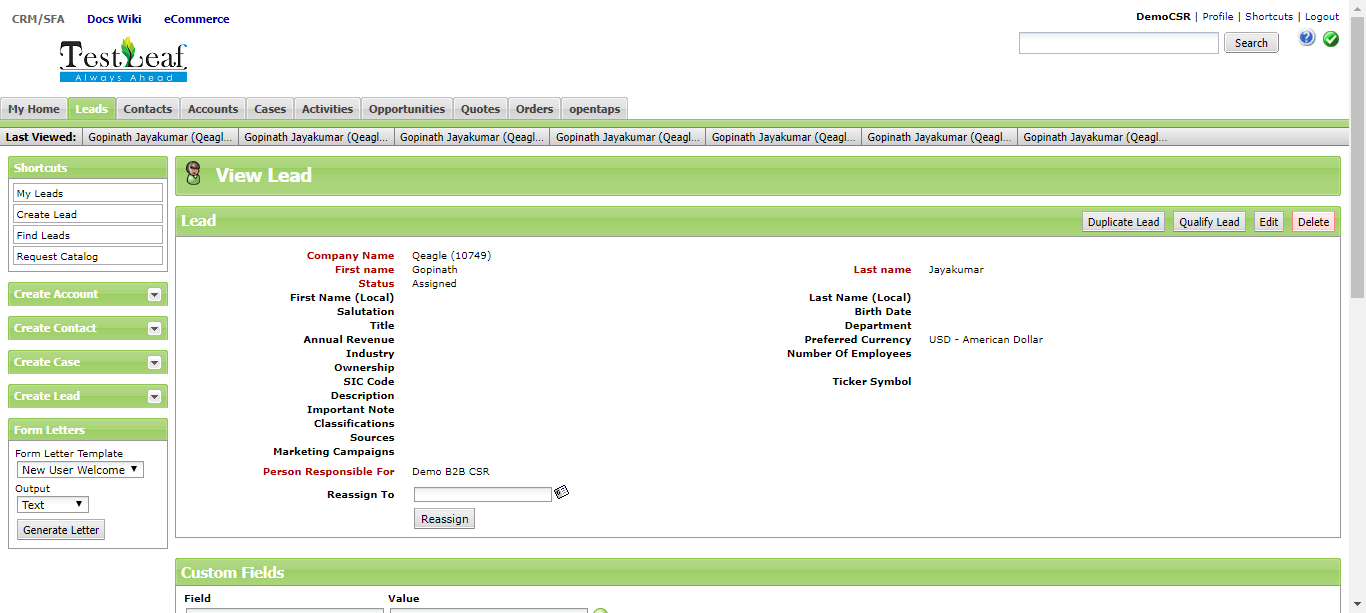 CRM/SFA Docs Wiki eCommerce
DemoCSR | Profile | Shortcuts | Logout
Search
TestLeaf
Always Ahead
My Home Leads Contacts Accounts Cases Activities Opportunities Quotes Orders opentaps
Last Viewed: Gopinath Jayakumar (Qeagl... Gopinath Jayakumar (Qeagl... Gopinath Jayakumar (Qeagl... Gopinath Jayakumar (Qeagl... Gopinath Jayakumar (Qeagl... Gopinath Jayakumar (Qeagl... Gopinath Jayakumar (Qeagl...
Shortcuts
My Leads
Create Lead
Find Leads
Request Catalog
Create Account
Create Contact
Create Case
Create Lead
Form Letters
Form Letter Template
New User Welcome
Output
Text
Generate Letter
View Lead
Lead
Duplicate Lead Qualify Lead Edit Delete
Company Name Qeagle (10749)
First name Gopinath Last name Jayakumar
Status Assigned
First Name (Local) Last Name (Local)
Salutation Birth Date
Title Department
Annual Revenue Preferred Currency USD - American Dollar
Industry Number Of Employees
Ownership
SIC Code Ticker Symbol
Description
Important Note
Classifications
Sources
Marketing Campaigns
Person Responsible For Demo B2B CSR
Reassign To
Reassign
Custom Fields
Field Value